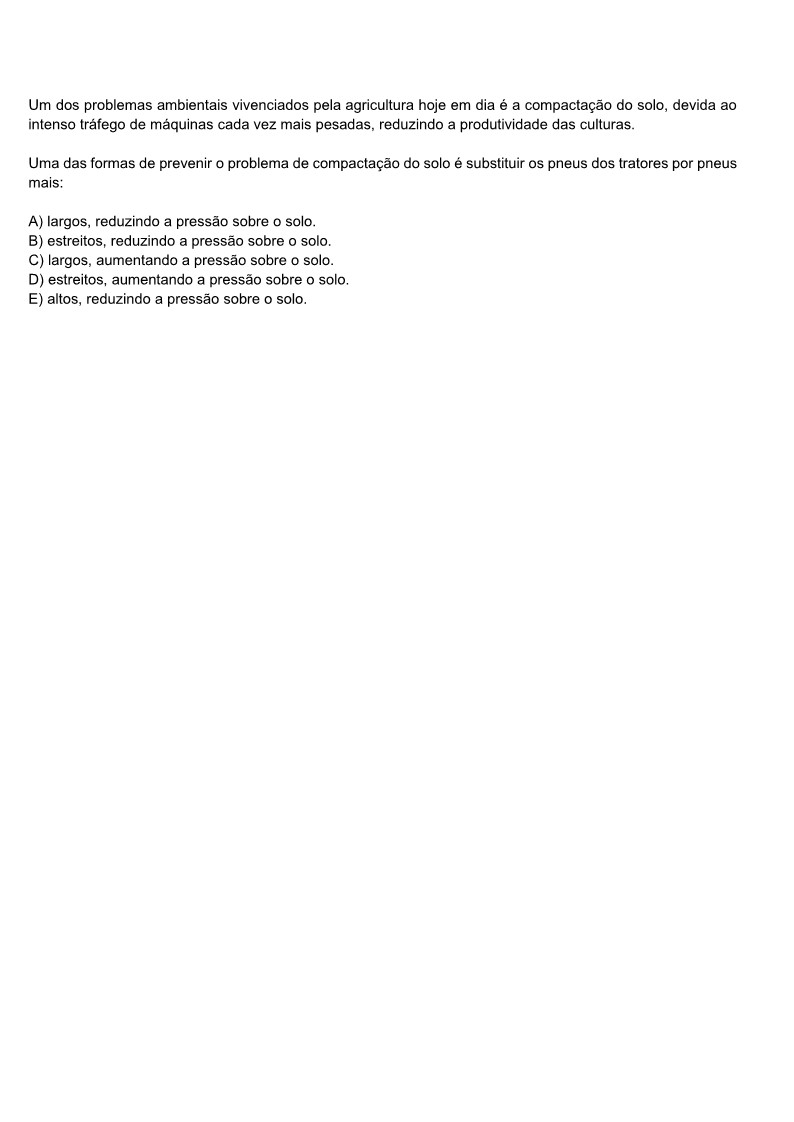 Um dos problemas ambientais vivenciados pela agricultura hoje em dia é a compactação do solo, devida ao
intenso tráfego de máquinas cada vez mais pesadas, reduzindo a produtividade das culturas.
Uma das formas de prevenir o problema de compactação do solo é substituir os pneus dos tratores por pneus
mais:
A) largos, reduzindo a pressão sobre o solo.
B) estreitos, reduzindo a pressão sobre o solo.
C) largos, aumentando a pressão sobre o solo.
D) estreitos, aumentando a pressão sobre o solo.
E) altos, reduzindo a pressão sobre o solo.